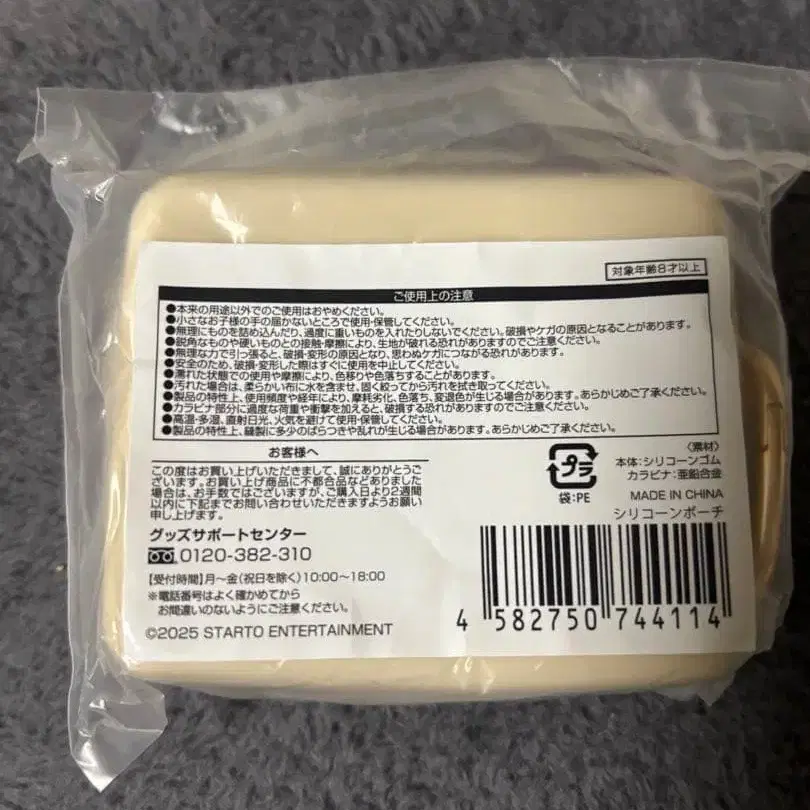 対象年齢8才以上
ご使用上の注意
●本来の用途以外でのご使用はおやめください。
●小さなお子様の手の届かないところで使用・保管してください。
●無理にものを詰め込んだり、過度に重いものを入れたりしないでください。破損やケガの原因となることがあります。
●鋭角なものや硬いものとの接触・摩擦により、生地が破れる恐れがありますのでご注意ください。
●無理な力で引っ張ると、破損・変形の原因となり、思わぬケガにつながる恐れがあります。
●安全のため、破損・変形した際はすぐに使用を中止してください。
●濡れた状態での使用や摩擦により、色移りや色落ちすることがあります。
●汚れた場合は、柔らかい布に水を含ませ、固く絞ってから汚れを拭き取ってください。
●製品の特性上、使用頻度や経年により、摩耗劣化、色落ち、変退色が生じる場合があります。あらかじめご了承ください。
●カラビナ部分に過度な荷重や衝撃を加えると、破損する恐れがありますのでご注意ください。
●高温・多湿、直射日光、火気を避けて使用・保管してください。
●製品の特性上、縫製に多少のばらつきや乱れが生じる場合があります。あらかじめご了承ください。
お客様へ
この度はお買い上げいただきまして、誠にありがとうご
ざいます。お買い上げ商品に不都合品などありました
場合は、お手数ではございますが、ご購入日より2週間
以内に下記までお問い合わせいただきますようお願い
申し上げます。
グッズサポートセンター
0120-382-310
【受付時間】月～金(祝日を除く)10:00～18:00
※電話番号はよく確かめてから
お間違いのないようにご注意ください。
©2025 STARTO ENTERTAINMENT
プラ
袋:PE
〈素材〉
本体:シリコーンゴム
カラビナ:亜鉛合金
MADE IN CHINA
シリコーンポーチ
4 582750 744114